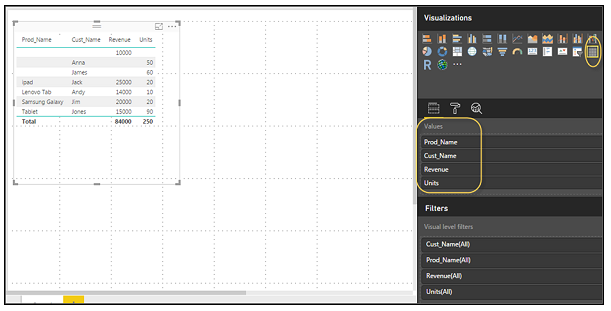 Prod_Name Cust_Name Revenue Units
10000
Anna 50
James 60
Ipad Jack 25000 20
Lenovo Tab Andy 14000 10
Samsung Galaxy Jim 20000 20
Tablet Jones 15000 90
Total 84000 250
Visualizations
R
Values
Prod_Name
Cust_Name
Revenue
Units
Filters
Visual level filters
Cust_Name(All)
Prod_Name(All)
Revenue(All)
Units(All)